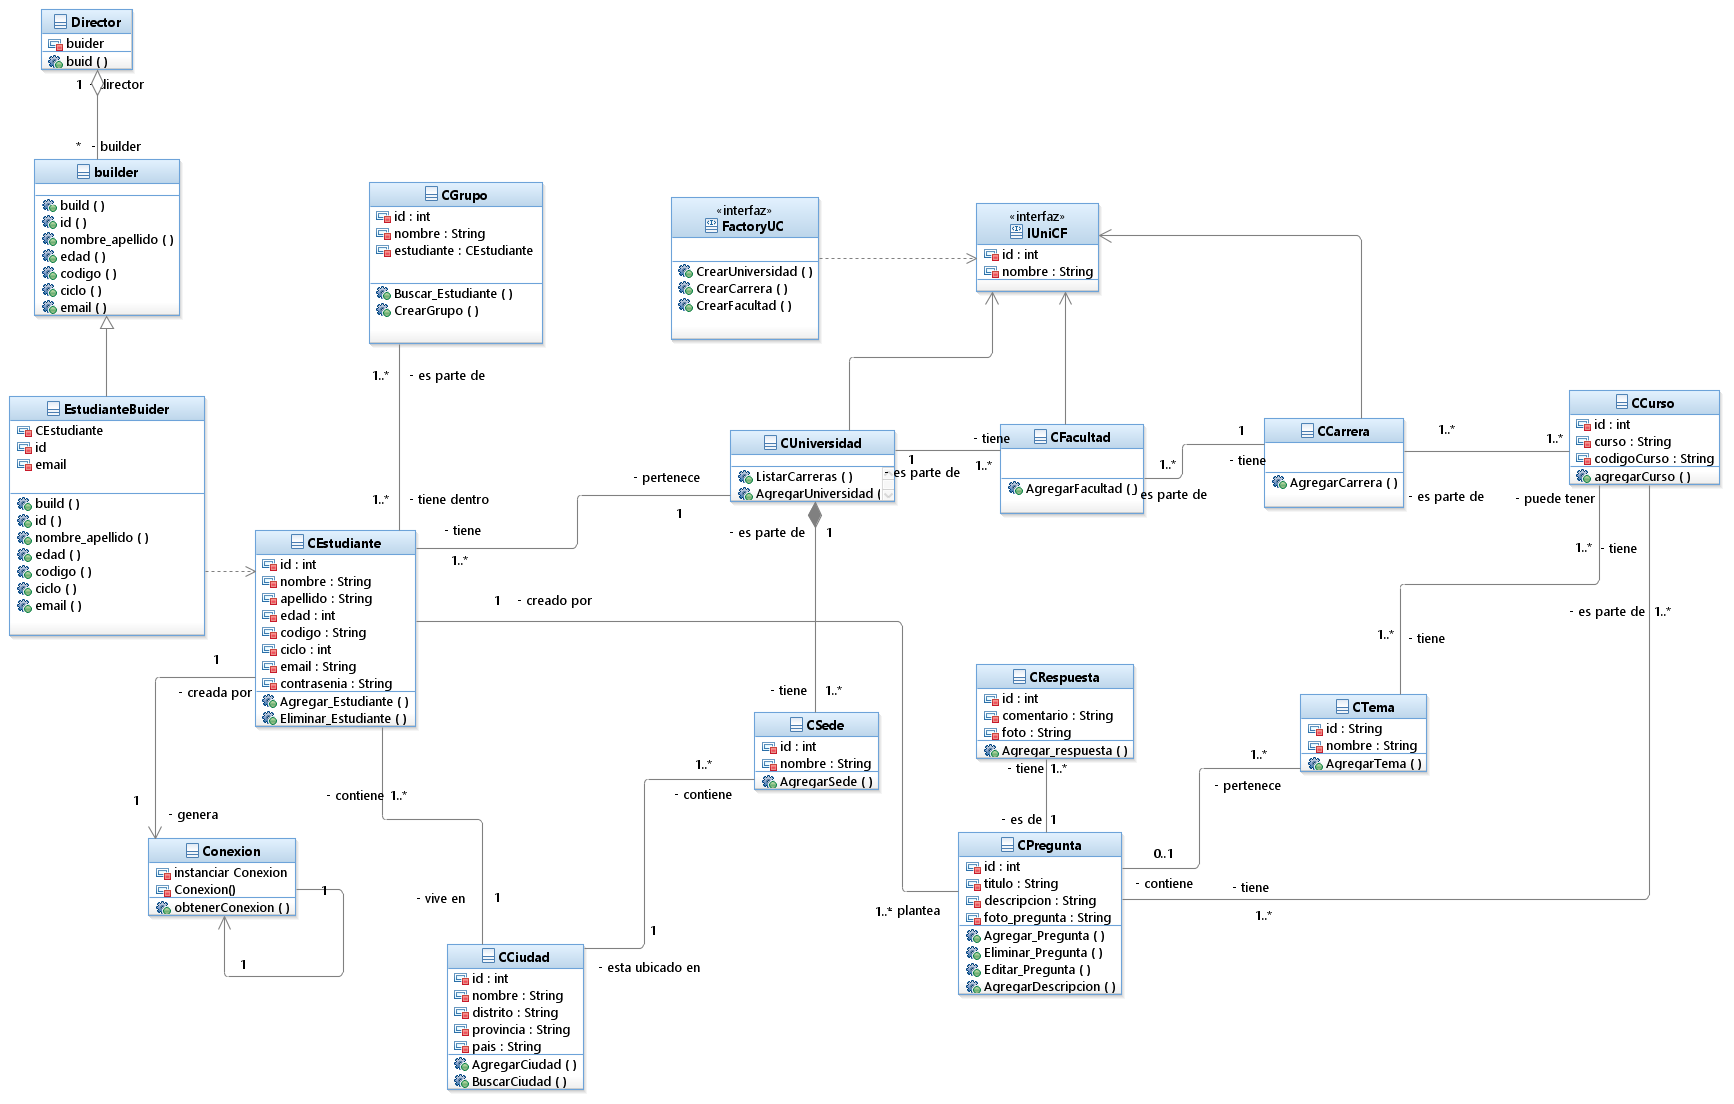 Director
buider
buid ( )
1 - director
* - builder
builder
build ( )
id ( )
nombre_apellido ( )
edad ( )
codigo ( )
ciclo ( )
email ( )
EstudianteBuider
CEstudiante
id
email
build ( )
id ( )
nombre_apellido ( )
edad ( )
codigo ( )
ciclo ( )
email ( )
CGrupo
id : int
nombre : String
estudiante : CEstudiante
Buscar_Estudiante ( )
CrearGrupo ( )
1..* - es parte de
1..* - tiene dentro
«interfaz»
FactoryUC
CrearUniversidad ( )
CrearCarrera ( )
CrearFacultad ( )
«interfaz»
IUniCF
id : int
nombre : String
CUniversidad
ListarCarreras ( )
AgregarUniversidad (
- tiene
1
1..*
- es parte de
CFacultad
AgregarFacultad ( )
1
1..*
- tiene
es parte de
CCarrera
AgregarCarrera ( )
1..*
1..*
- es parte de
- puede tener
CCurso
id : int
curso : String
codigoCurso : String
agregarCurso ( )
- pertenece
1
- tiene
1..*
- es parte de 1
- tiene 1..*
CEstudiante
id : int
nombre : String
apellido : String
edad : int
codigo : String
ciclo : int
email : String
contrasenia : String
Agregar_Estudiante ( )
Eliminar_Estudiante ( )
1 - creado por
1..* plantea
1
- creada por
1
- genera
Conexion
instanciar Conexion
Conexion()
obtenerConexion ( )
1
1
- contiene 1..*
- vive en 1
CSede
id : int
nombre : String
AgregarSede ( )
1..*
- contiene
1
- esta ubicado en
CCiudad
id : int
nombre : String
distrito : String
provincia : String
pais : String
AgregarCiudad ( )
BuscarCiudad ( )
CRespuesta
id : int
comentario : String
foto : String
Agregar_respuesta ( )
- tiene 1..*
- es de 1
CPregunta
id : int
titulo : String
descripcion : String
foto_pregunta : String
Agregar_Pregunta ( )
Eliminar_Pregunta ( )
Editar_Pregunta ( )
AgregarDescripcion ( )
1..* - tiene
- es parte de 1..*
1..* - tiene
CTema
id : String
nombre : String
AgregarTema ( )
1..*
- pertenece
0..1
- contiene
- tiene
1..*